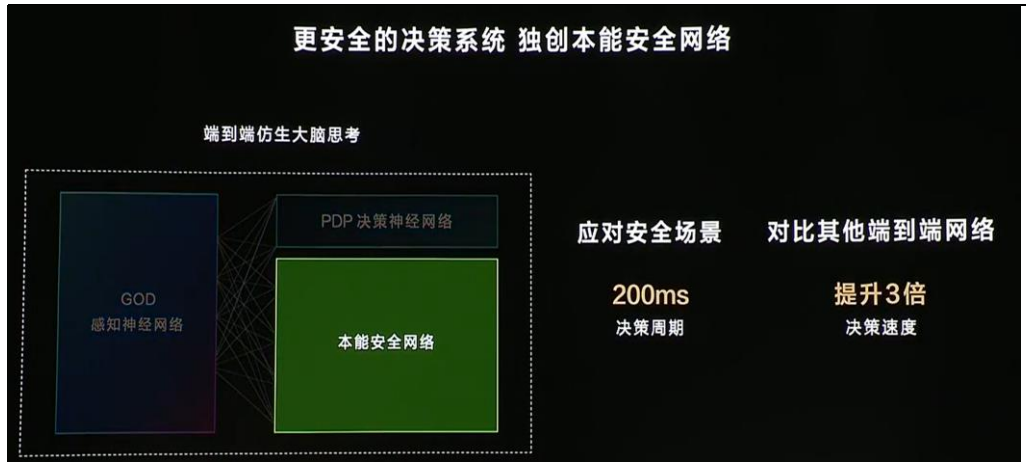 更安全的决策系统 独创本能安全网络
端到端仿生大脑思考
GOD
感知神经网络
PDP 决策神经网络
本能安全网络
应对安全场景
200ms
决策周期
对比其他端到端网络
提升3倍
决策速度